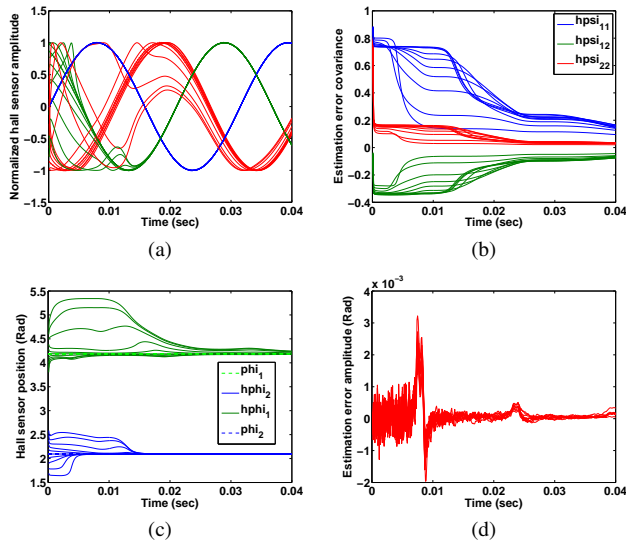 Normalized hall sensor amplitude
1.5
1
0.5
0
-0.5
-1
-1.5
0 0.01 0.02 0.03 0.04
Time (sec)
(a)
Estimation error covariance
1
0.8
0.6
0.4
0.2
0
-0.2
-0.4
hpsi11
hpsi12
hpsi22
0 0.01 0.02 0.03 0.04
Time (sec)
(b)
Hall sensor position (Rad)
5.5
5
4.5
4
3.5
3
2.5
2
1.5
phi1
hphi2
hphi1
phi2
0 0.01 0.02 0.03 0.04
Time (sec)
(c)
Estimation error amplitude (Rad)
x 10-3
4
3
2
1
0
-1
-2
0 0.01 0.02 0.03 0.04
Time (sec)
(d)